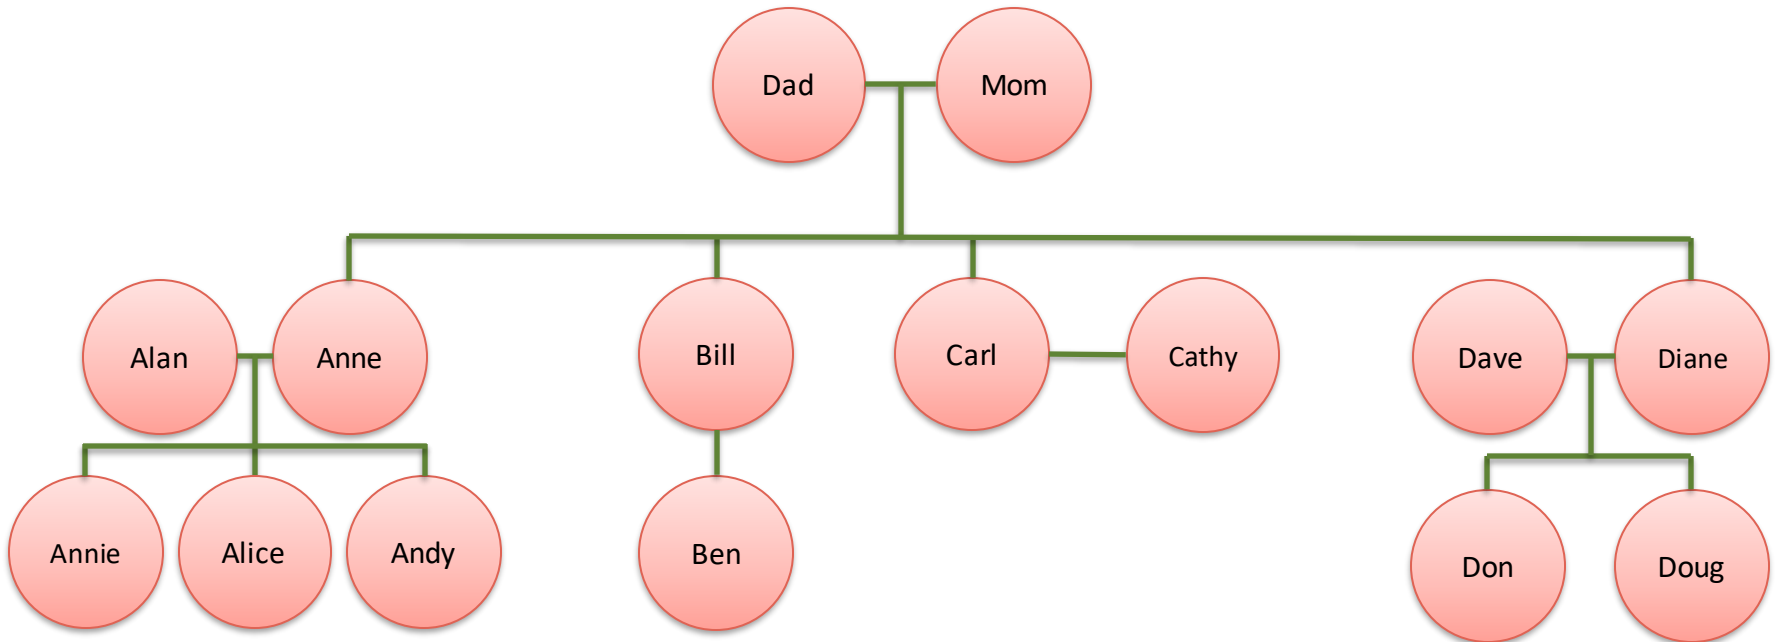 Dad
Mom
Alan
Anne
Bill
Carl
Cathy
Dave
Diane
Annie
Alice
Andy
Ben
Don
Doug